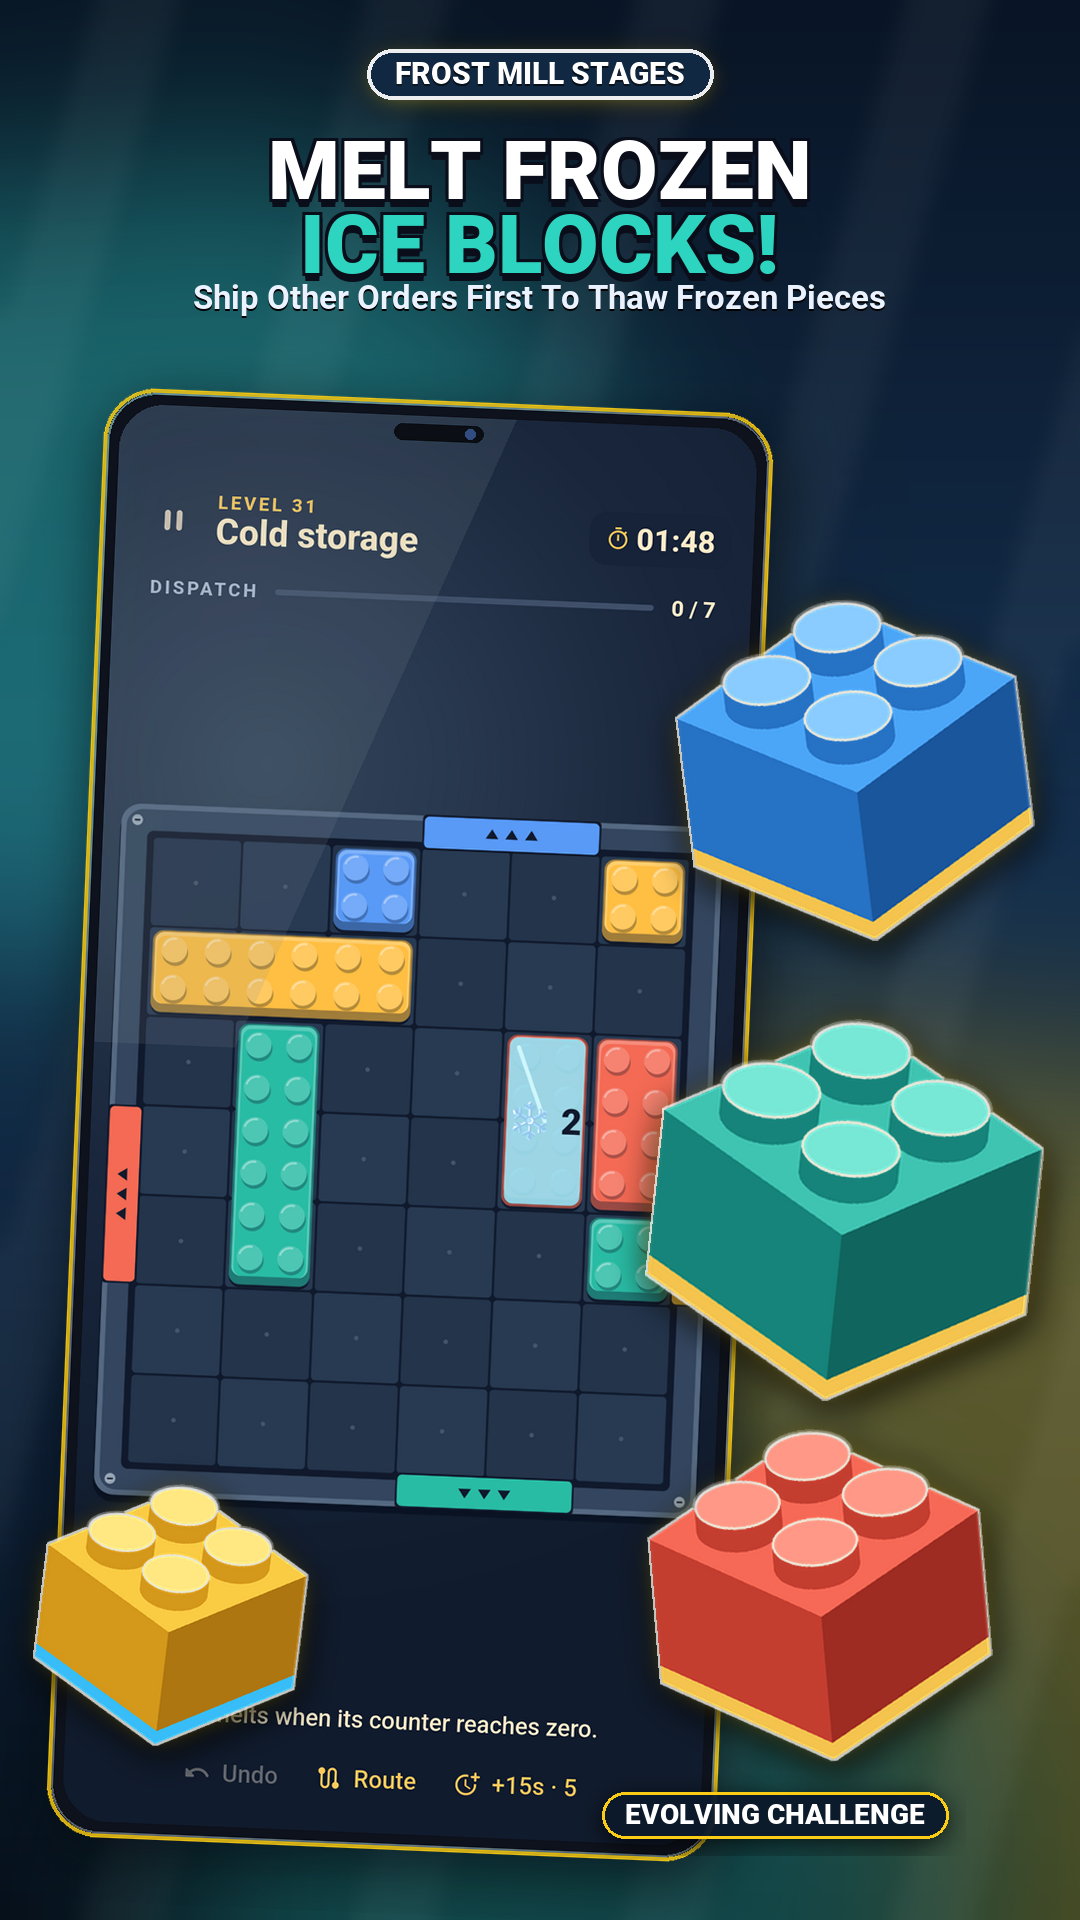 FROST MILL STAGES
MELT FROZEN
ICE BLOCKS!
Ship Other Orders First To Thaw Frozen Pieces
LEVEL 31
Cold storage
01:48
DISPATCH
0 / 7
2
when its counter reaches zero.
Undo
Route
+15s · 5
EVOLVING CHALLENGE